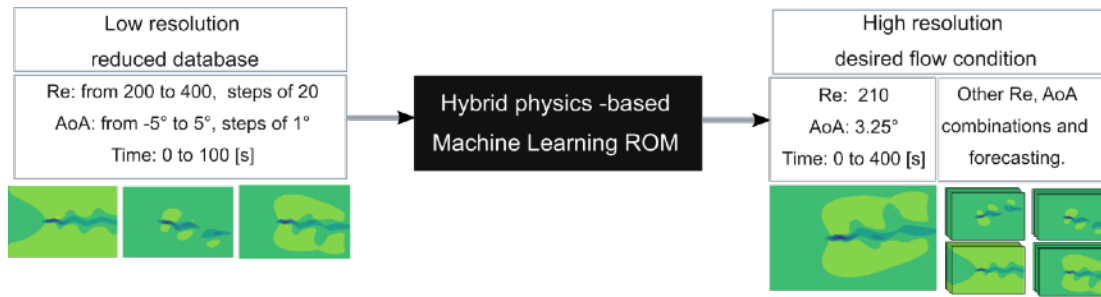 Low resolution
reduced database
Re: from 200 to 400, steps of 20
AoA: from -5° to 5°, steps of 1°
Time: 0 to 100 [s]
Hybrid physics -based
Machine Learning ROM
High resolution
desired flow condition
Re: 210
AoA: 3.25°
Time: 0 to 400 [s]
Other Re, AoA
combinations and
forecasting.